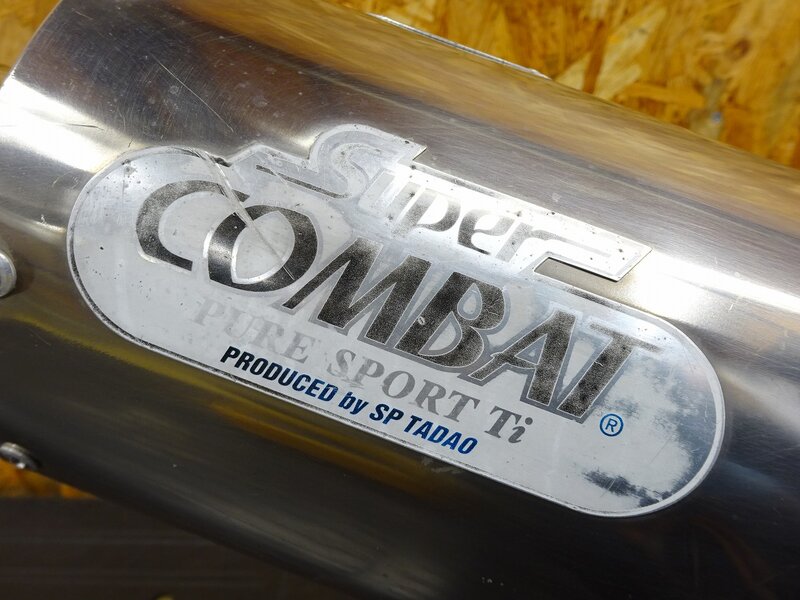 Super
COMBAT
PURE SPORT Ti
PRODUCED by SP TADAO ®